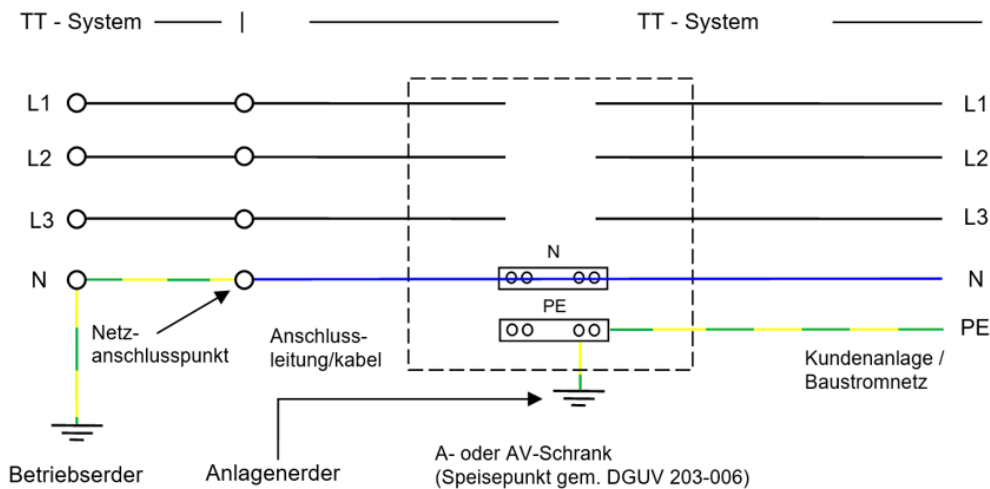 TT - System
TT - System
L1
L1
L2
L2
L3
L3
N
N
N
PE
PE
Netz-
anschlusspunkt
Anschluss-
leitung/kabel
Kundenanlage /
Baustromnetz
Betriebserder
Anlagenerder
A- oder AV-Schrank
(Speisepunkt gem. DGUV 203-006)